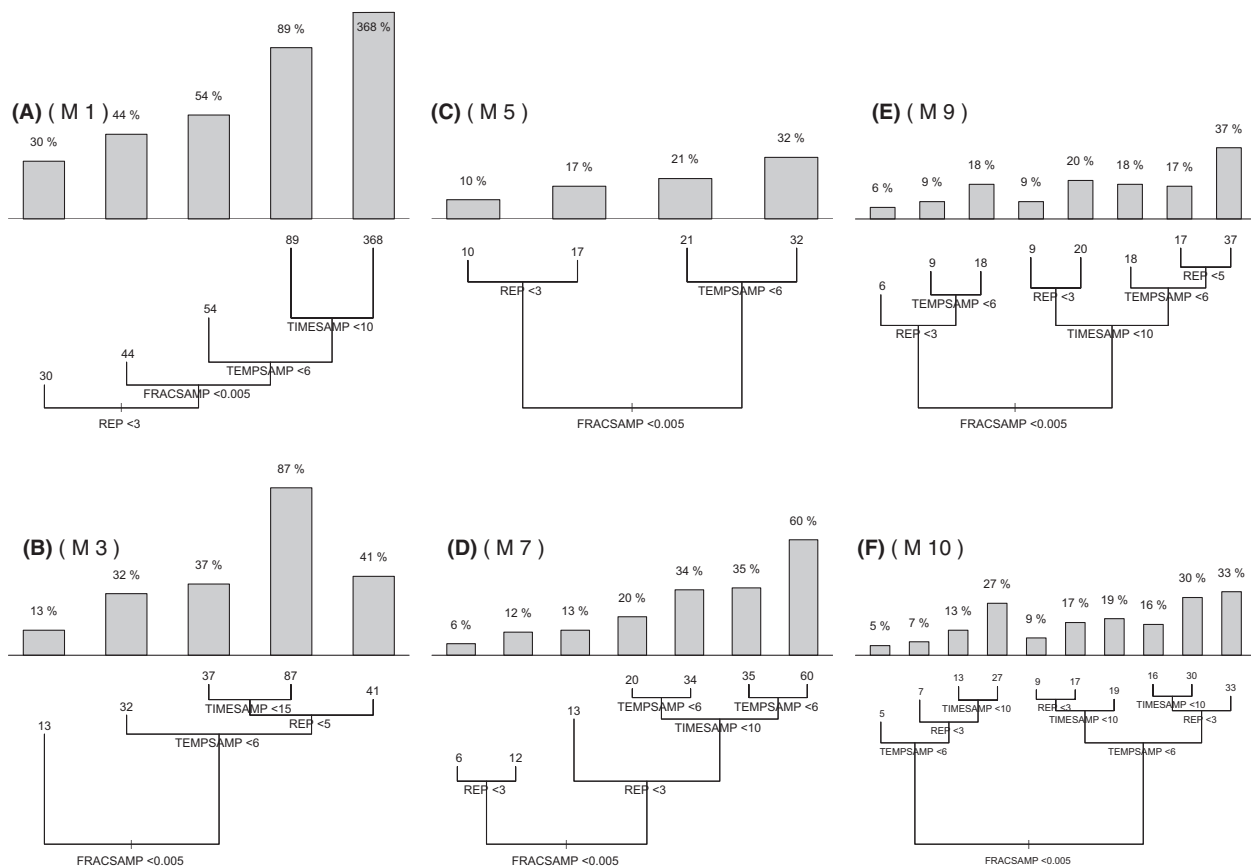 (A) ( M 1 )
30 %
44 %
54 %
89 %
368 %
89
368
TIMESAMP <10
54
TEMPSAMP <6
44
FRACSAMP <0.005
30
REP <3
(C) ( M 5 )
10 %
17 %
21 %
32 %
10
17
21
32
REP <3
TEMPSAMP <6
FRACSAMP <0.005
(E) ( M 9 )
6 %
9 %
18 %
9 %
20 %
18 %
17 %
37 %
6
9
18
9
20
18
17
37
REP <5
TEMPSAMP <6
REP <3
TEMPSAMP <6
REP <3
TIMESAMP <10
FRACSAMP <0.005
(B) ( M 3 )
13 %
32 %
37 %
87 %
41 %
37
87
41
TIMESAMP <15
REP <5
32
13
TEMPSAMP <6
FRACSAMP <0.005
(D) ( M 7 )
6 %
12 %
13 %
20 %
34 %
35 %
60 %
20
34
35
60
TEMPSAMP <6
TEMPSAMP <6
13
TIMESAMP <10
6
12
REP <3
REP <3
FRACSAMP <0.005
(F) ( M 10 )
5 %
7 %
13 %
27 %
9 %
17 %
19 %
16 %
30 %
33 %
13
27
9
17
16
30
7
19
33
TIMESAMP <10
REP <3
TIMESAMP <10
5
REP <3
TIMESAMP <10
REP <3
TEMPSAMP <6
TEMPSAMP <6
FRACSAMP <0.005